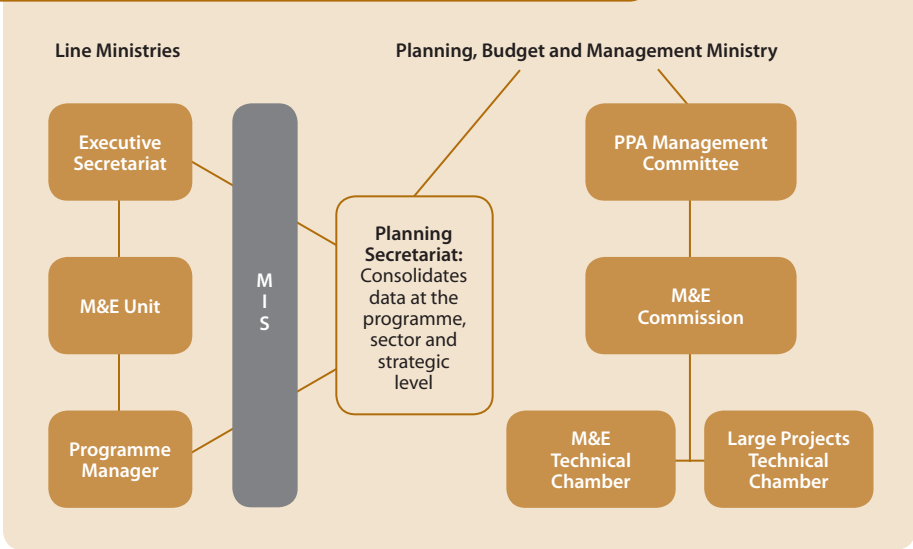 Line Ministries
Planning, Budget and Management Ministry
Executive
Secretariat
M&E Unit
Programme
Manager
M
I
S
Planning
Secretariat:
Consolidates
data at the
programme,
sector and
strategic
level
PPA Management
Committee
M&E
Commission
M&E
Technical
Chamber
Large Projects
Technical
Chamber